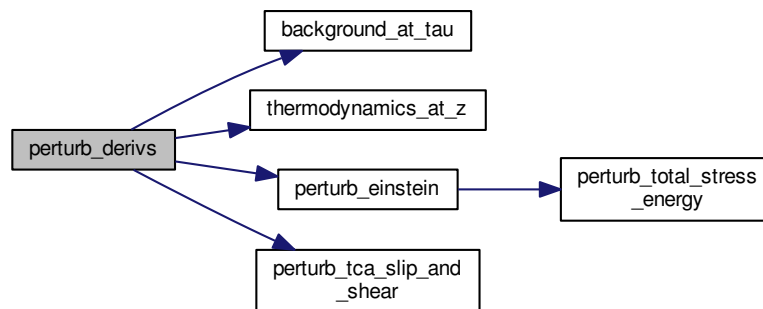 background_at_tau
thermodynamics_at_z
perturb_derivs
perturb_einstein
perturb_total_stress
_energy
perturb_tca_slip_and
_shear